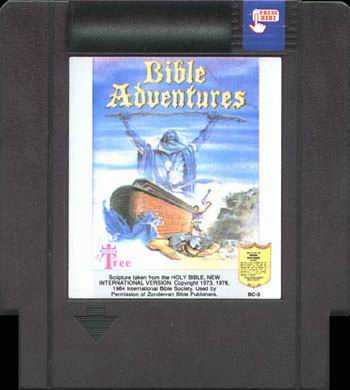 PRESS
HERE
Bible
Adventures
Tree
Scripture taken from the HOLY BIBLE, NEW
INTERNATIONAL VERSION. Copyright 1973, 1978,
1984 International Bible Society. Used by
Permission of Zondervan Bible Publishers.
BC-3